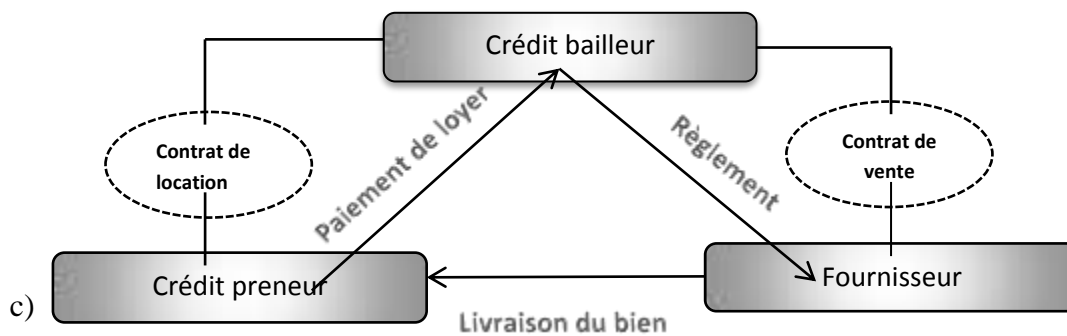 Crédit bailleur
Contrat de
location
Paiement de loyer
Règlement
Contrat de
vente
c)
Crédit preneur
Fournisseur
Livraison du bien